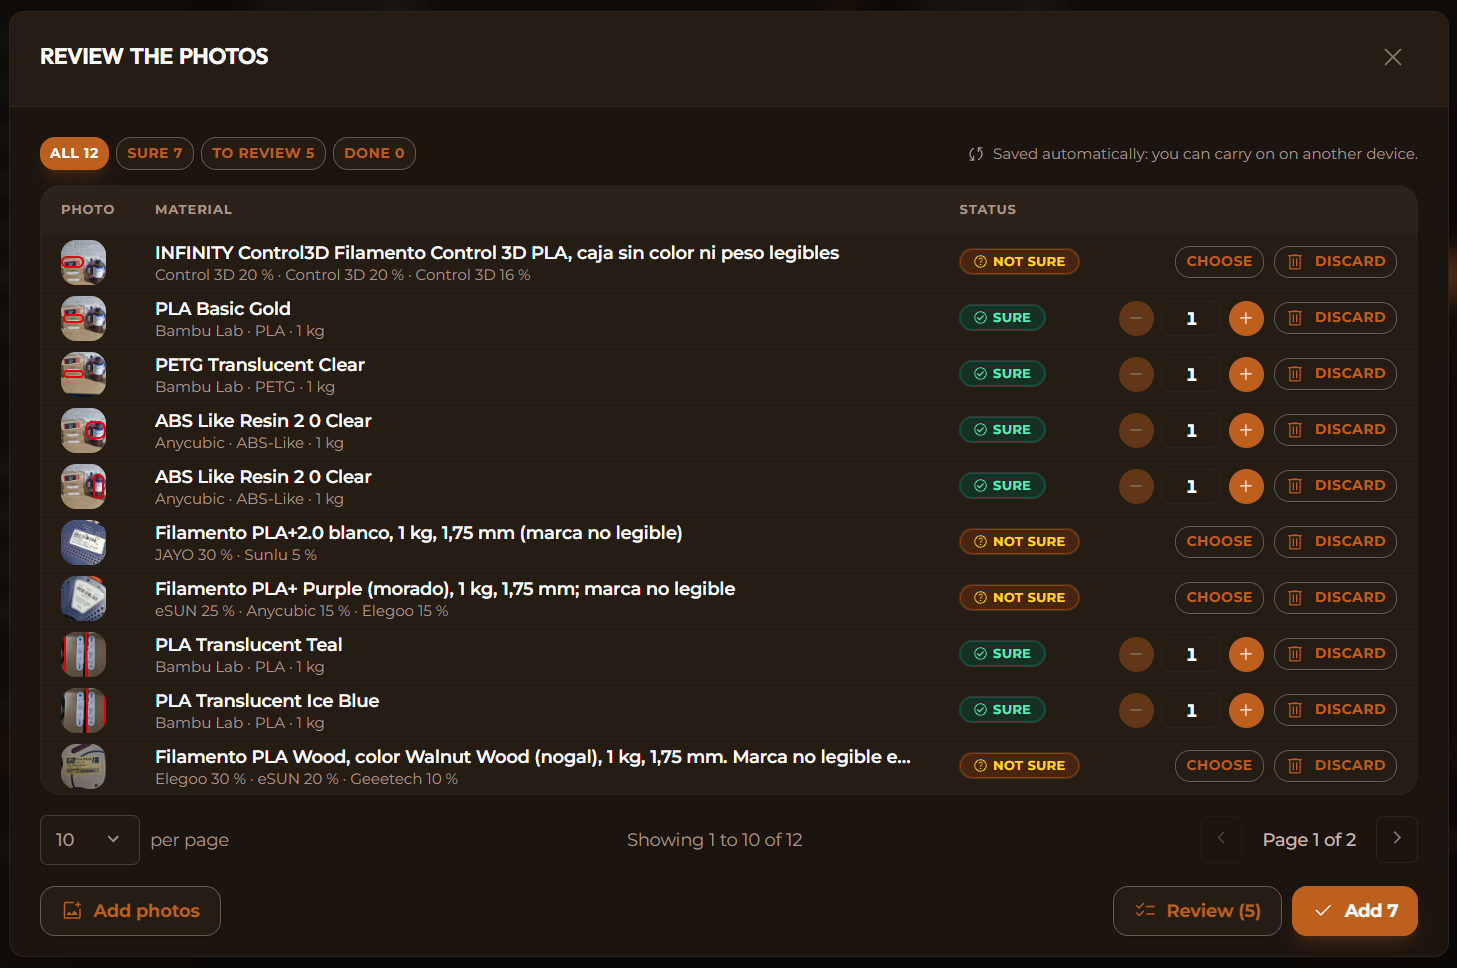 REVIEW THE PHOTOS
ALL 12 SURE 7 TO REVIEW 5 DONE 0 Saved automatically: you can carry on on another device.
PHOTO MATERIAL STATUS
INFINITY Control3D Filamento Control 3D PLA, caja sin color ni peso legibles
Control 3D 20 % · Control 3D 20 % · Control 3D 16 %
NOT SURE CHOOSE DISCARD
PLA Basic Gold
Bambu Lab · PLA · 1 kg
SURE 1 DISCARD
PETG Translucent Clear
Bambu Lab · PETG · 1 kg
SURE 1 DISCARD
ABS Like Resin 2 0 Clear
Anycubic · ABS-Like · 1 kg
SURE 1 DISCARD
ABS Like Resin 2 0 Clear
Anycubic · ABS-Like · 1 kg
SURE 1 DISCARD
Filamento PLA+2.0 blanco, 1 kg, 1,75 mm (marca no legible)
JAYO 30 % · Sunlu 5 %
NOT SURE CHOOSE DISCARD
Filamento PLA+ Purple (morado), 1 kg, 1,75 mm; marca no legible
eSUN 25 % · Anycubic 15 % · Elegoo 15 %
NOT SURE CHOOSE DISCARD
PLA Translucent Teal
Bambu Lab · PLA · 1 kg
SURE 1 DISCARD
PLA Translucent Ice Blue
Bambu Lab · PLA · 1 kg
SURE 1 DISCARD
Filamento PLA Wood, color Walnut Wood (nogal), 1 kg, 1,75 mm. Marca no legible e...
Elegoo 30 % · eSUN 20 % · Geeetech 10 %
NOT SURE CHOOSE DISCARD
10 per page Showing 1 to 10 of 12 Page 1 of 2
Add photos Review (5) Add 7